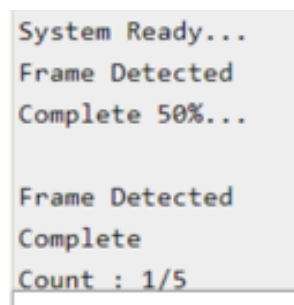 System Ready...
Frame Detected
Complete 50%...

Frame Detected
Complete
Count : 1/5